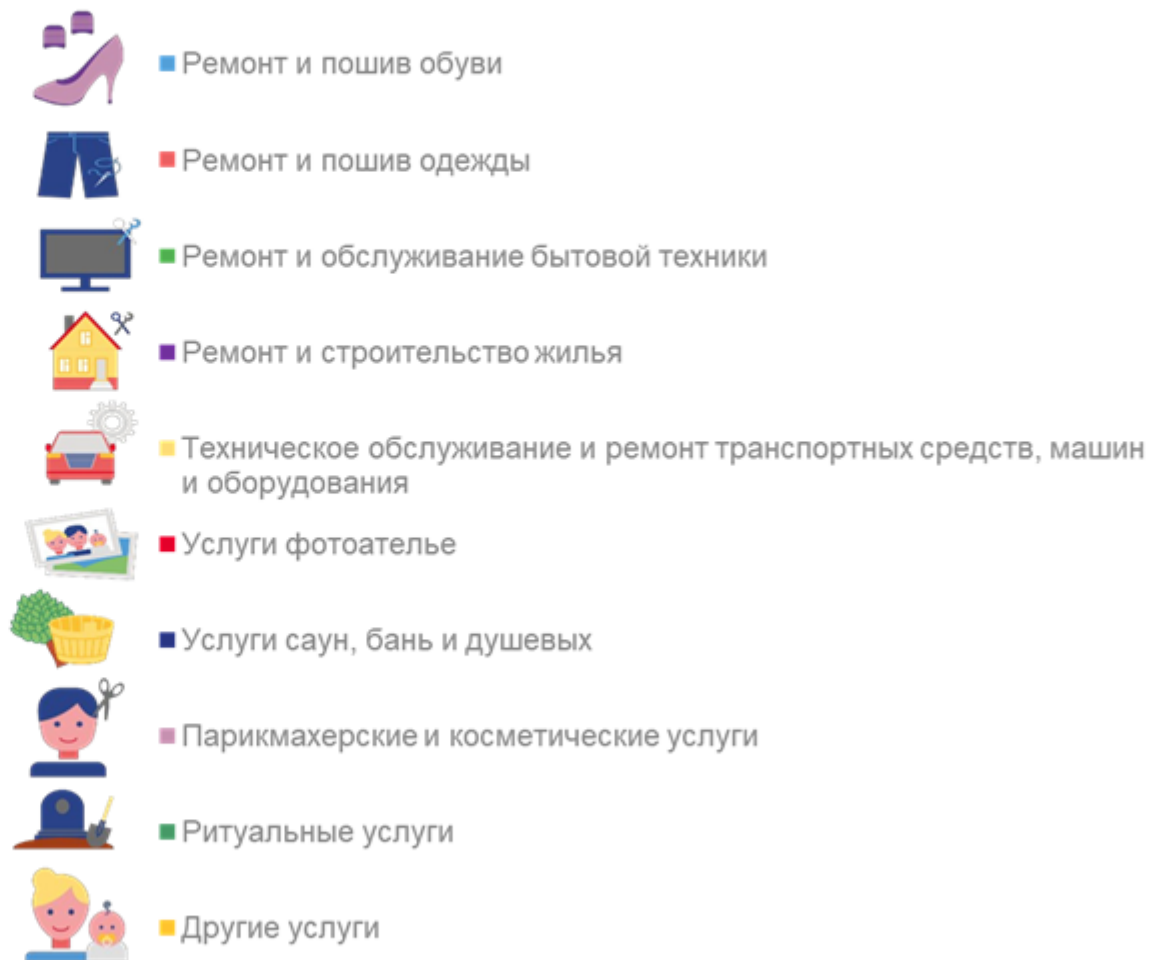 Ремонт и пошив обуви
Ремонт и пошив одежды
Ремонт и обслуживание бытовой техники
Ремонт и строительство жилья
Техническое обслуживание и ремонт транспортных средств, машин
и оборудования
Услуги фотоателье
Услуги саун, бань и душевых
Парикмахерские и косметические услуги
Ритуальные услуги
Другие услуги